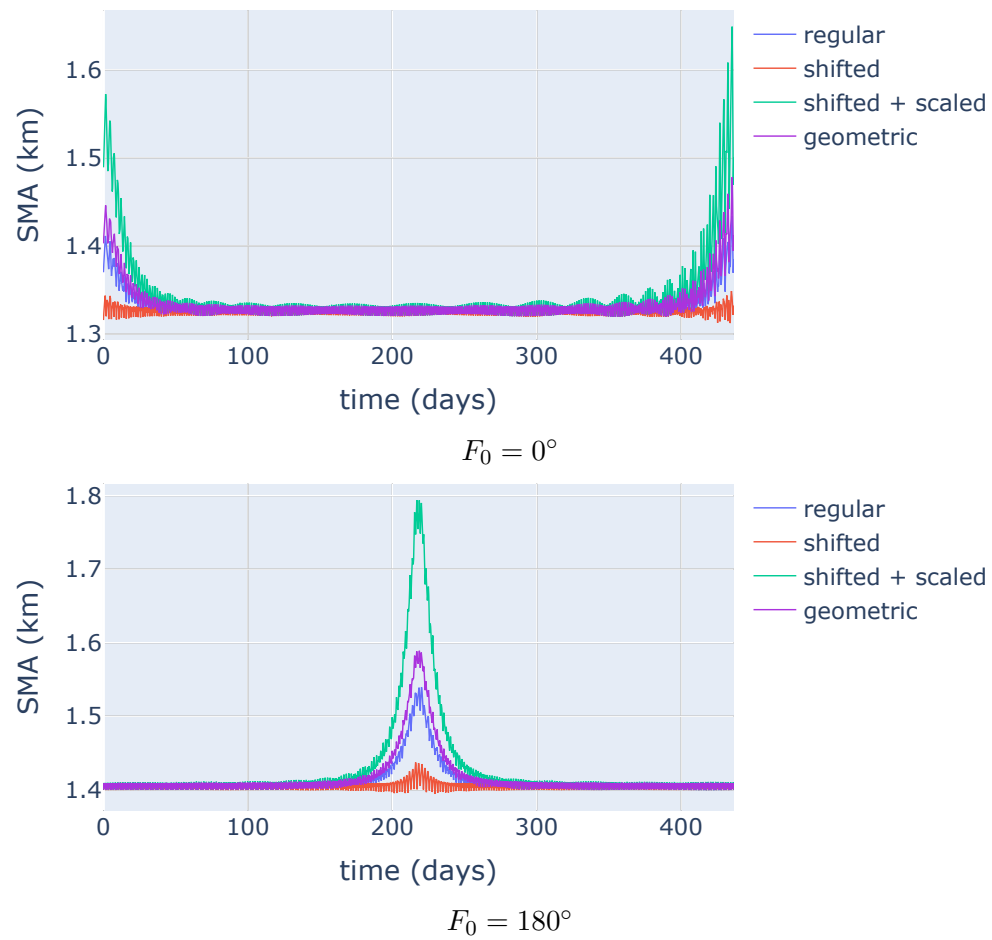 SMA (km)
1.6
1.5
1.4
1.3
0
100
200
300
400
time (days)
regular
shifted
shifted + scaled
geometric
F₀ = 0°
SMA (km)
1.8
1.7
1.6
1.5
1.4
0
100
200
300
400
time (days)
regular
shifted
shifted + scaled
geometric
F₀ = 180°